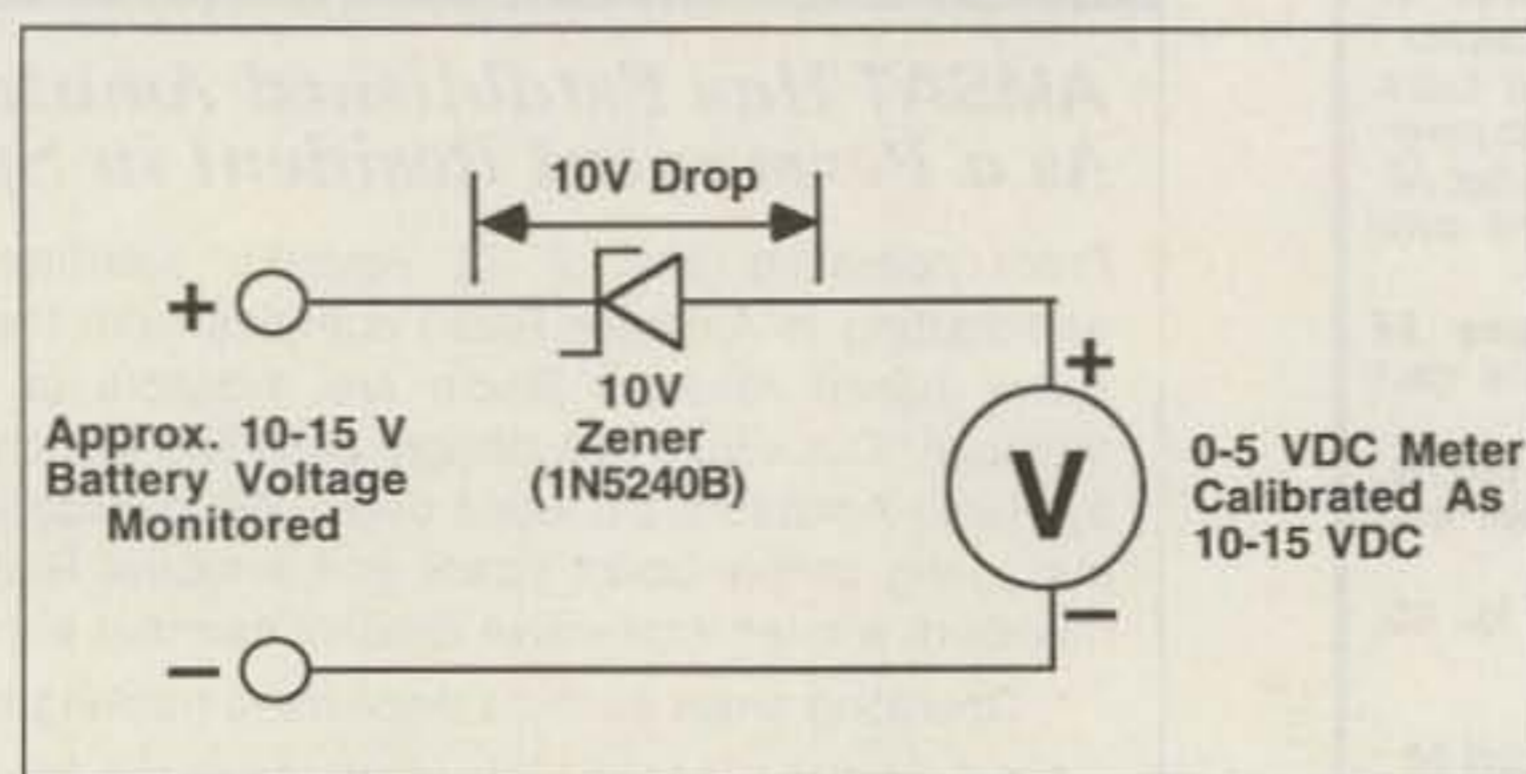 10V Drop
+
10V
Zener
(1N5240B)
Approx. 10-15 V
Battery Voltage
Monitored
+
V
0-5 VDC Meter
Calibrated As
10-15 VDC
−
−